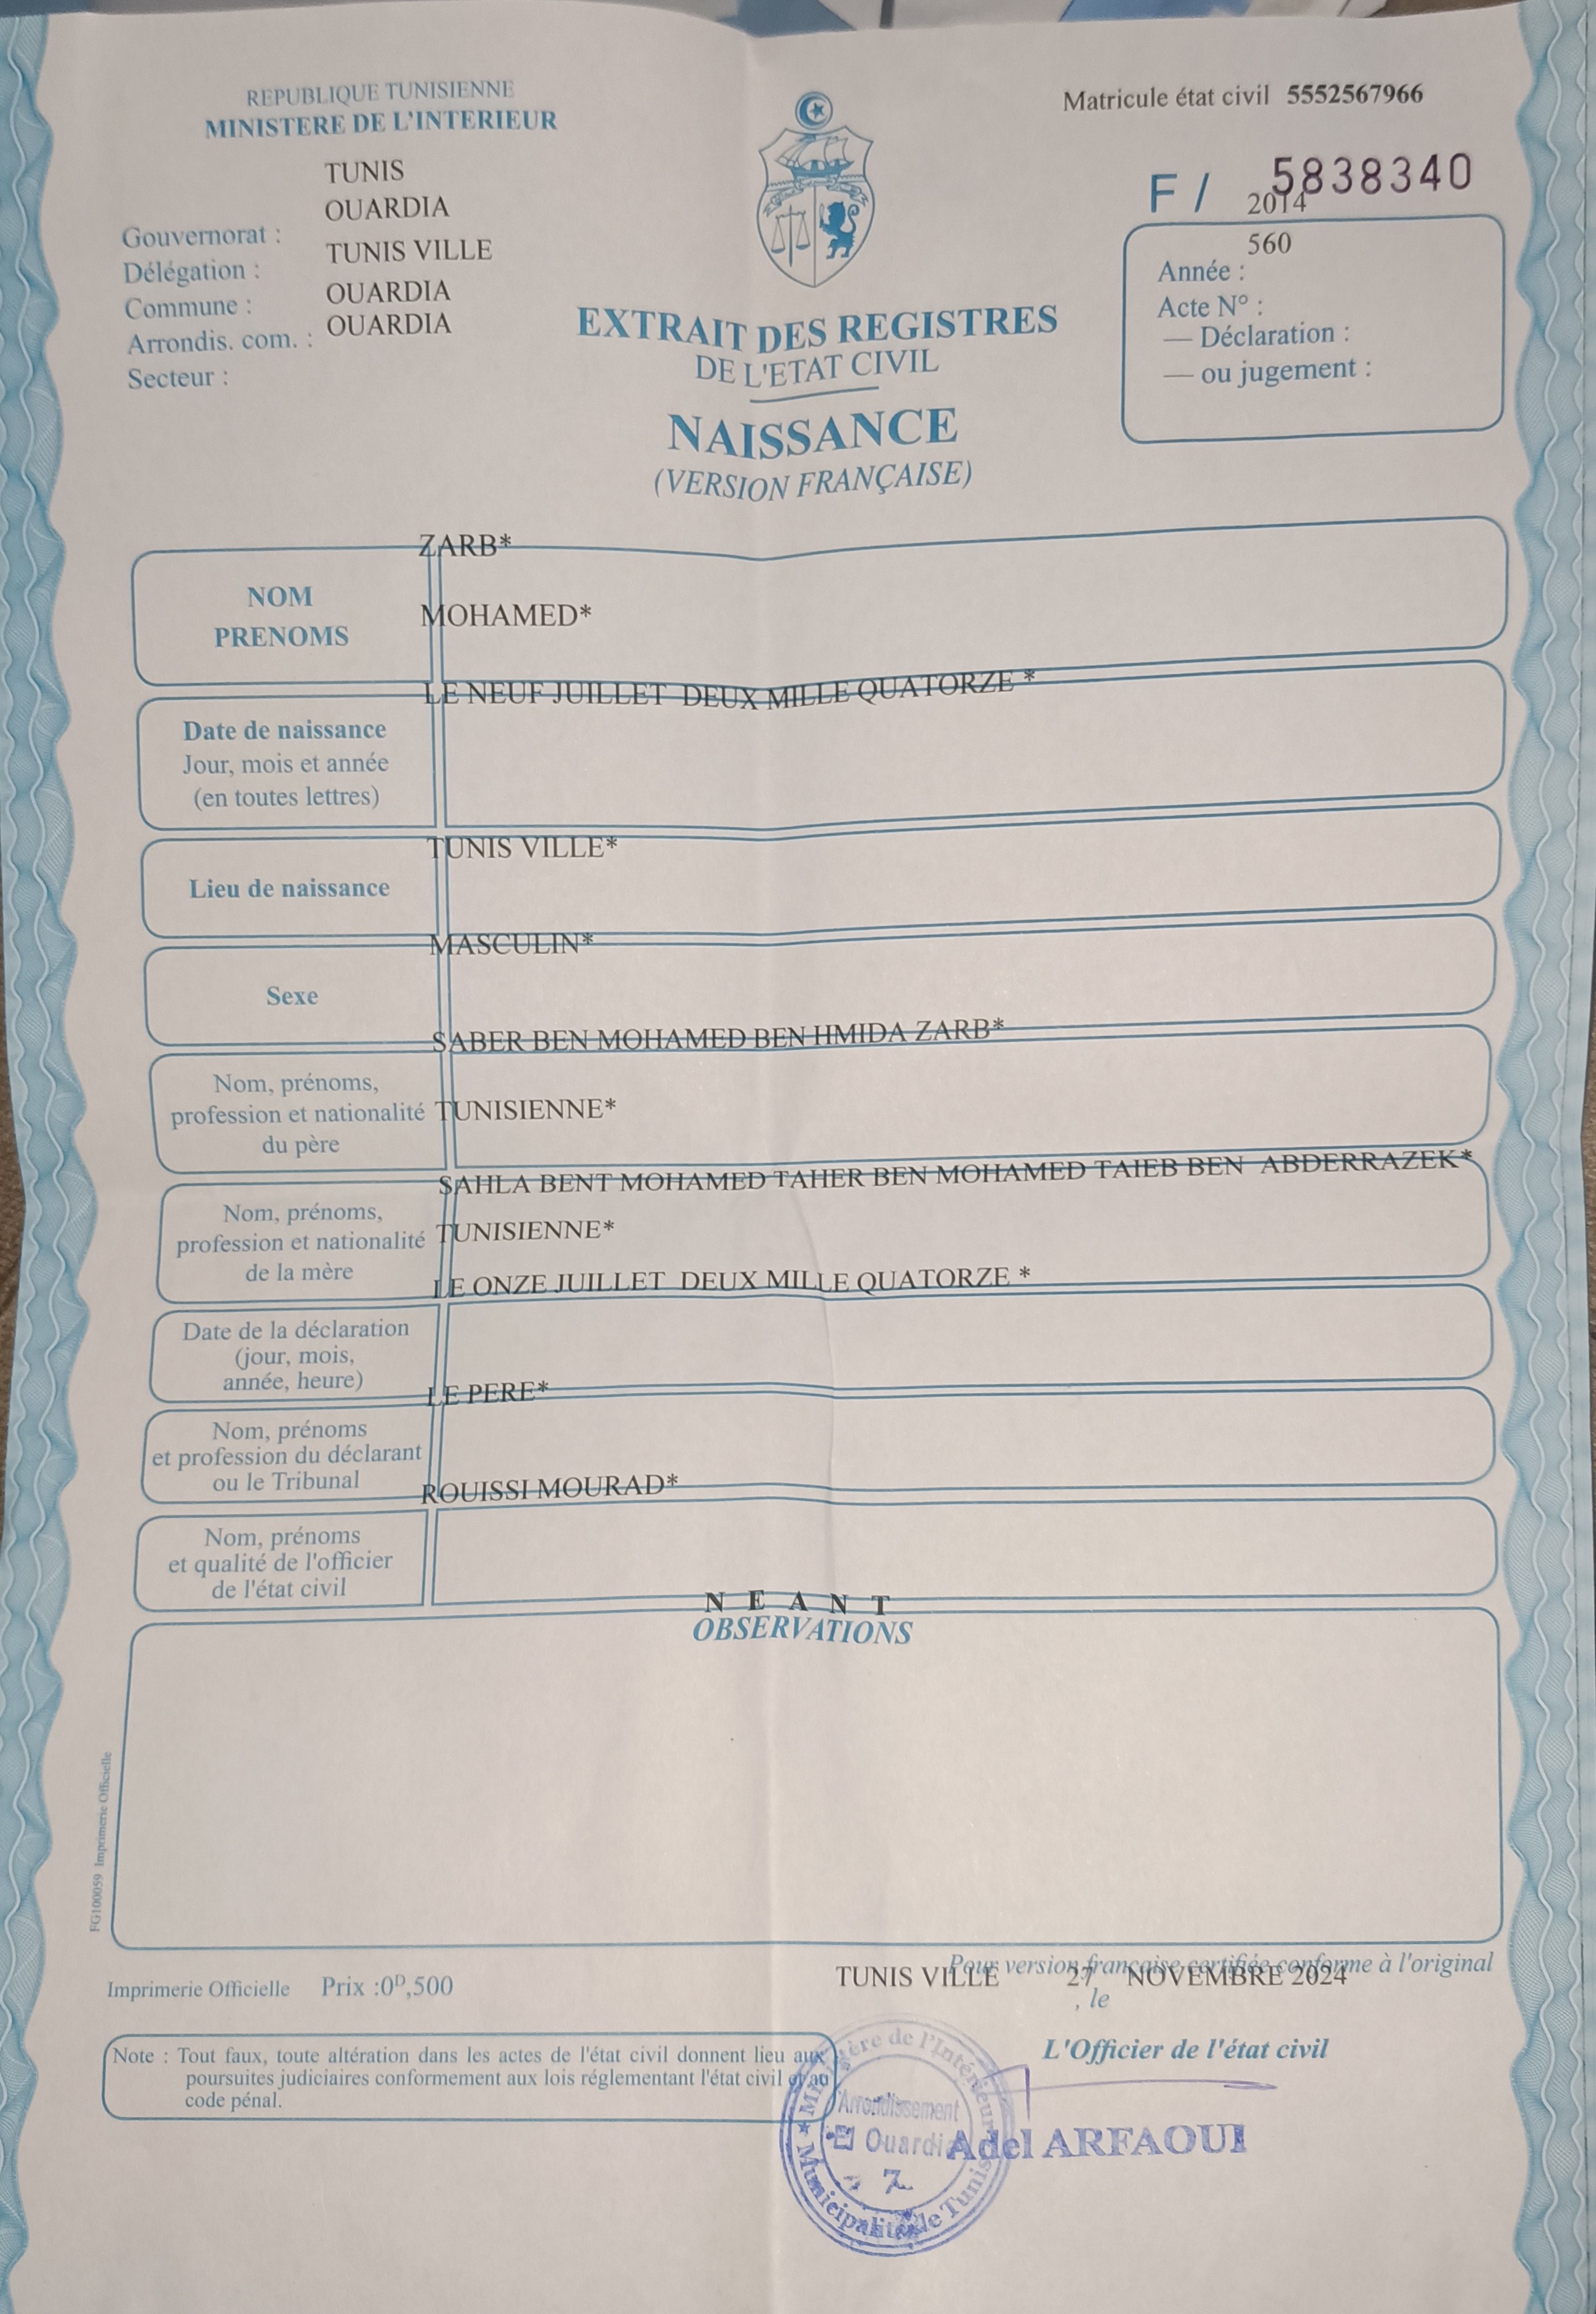 REPUBLIQUE TUNISIENNE
MINISTERE DE L'INTERIEUR
Matricule état civil 5552567966
F / 5838340
TUNIS
OUARDIA
TUNIS VILLE
OUARDIA
OUARDIA
Gouvernorat :
Délégation :
Commune :
Arrondis. com. :
Secteur :
2014
560
Année :
Acte N° :
— Déclaration :
— ou jugement :
EXTRAIT DES REGISTRES
DE L'ETAT CIVIL
NAISSANCE
(VERSION FRANÇAISE)
ZARB*
NOM
MOHAMED*
PRENOMS
LE NEUF JUILLET DEUX MILLE QUATORZE *
Date de naissance
Jour, mois et année
(en toutes lettres)
TUNIS VILLE*
Lieu de naissance
MASCULIN*
Sexe
SABER BEN MOHAMED BEN HMIDA ZARB*
Nom, prénoms,
profession et nationalité
du père
TUNISIENNE*
SAHLA BENT MOHAMED TAHER BEN MOHAMED TAIEB BEN ABDERRAZEK*
Nom, prénoms,
profession et nationalité
de la mère
TUNISIENNE*
LE ONZE JUILLET DEUX MILLE QUATORZE *
Date de la déclaration
(jour, mois,
année, heure)
LE PERE*
Nom, prénoms
et profession du déclarant
ou le Tribunal
ROUISSI MOURAD*
Nom, prénoms
et qualité de l'officier
de l'état civil
N E A N T
OBSERVATIONS
FG100059 Imprimerie Officielle
Imprimerie Officielle Prix :0D,500
Pour version française certifiée conforme à l'original
TUNIS VILLE 27 NOVEMBRE 2024
, le
L'Officier de l'état civil
Note : Tout faux, toute altération dans les actes de l'état civil donnent lieu aux
poursuites judiciaires conformement aux lois réglementant l'état civil et au
code pénal.
Ministère de l'Intérieur
Arrondissement
El Ouardia
7
Municipalité de Tunis
Adel ARFAOUI